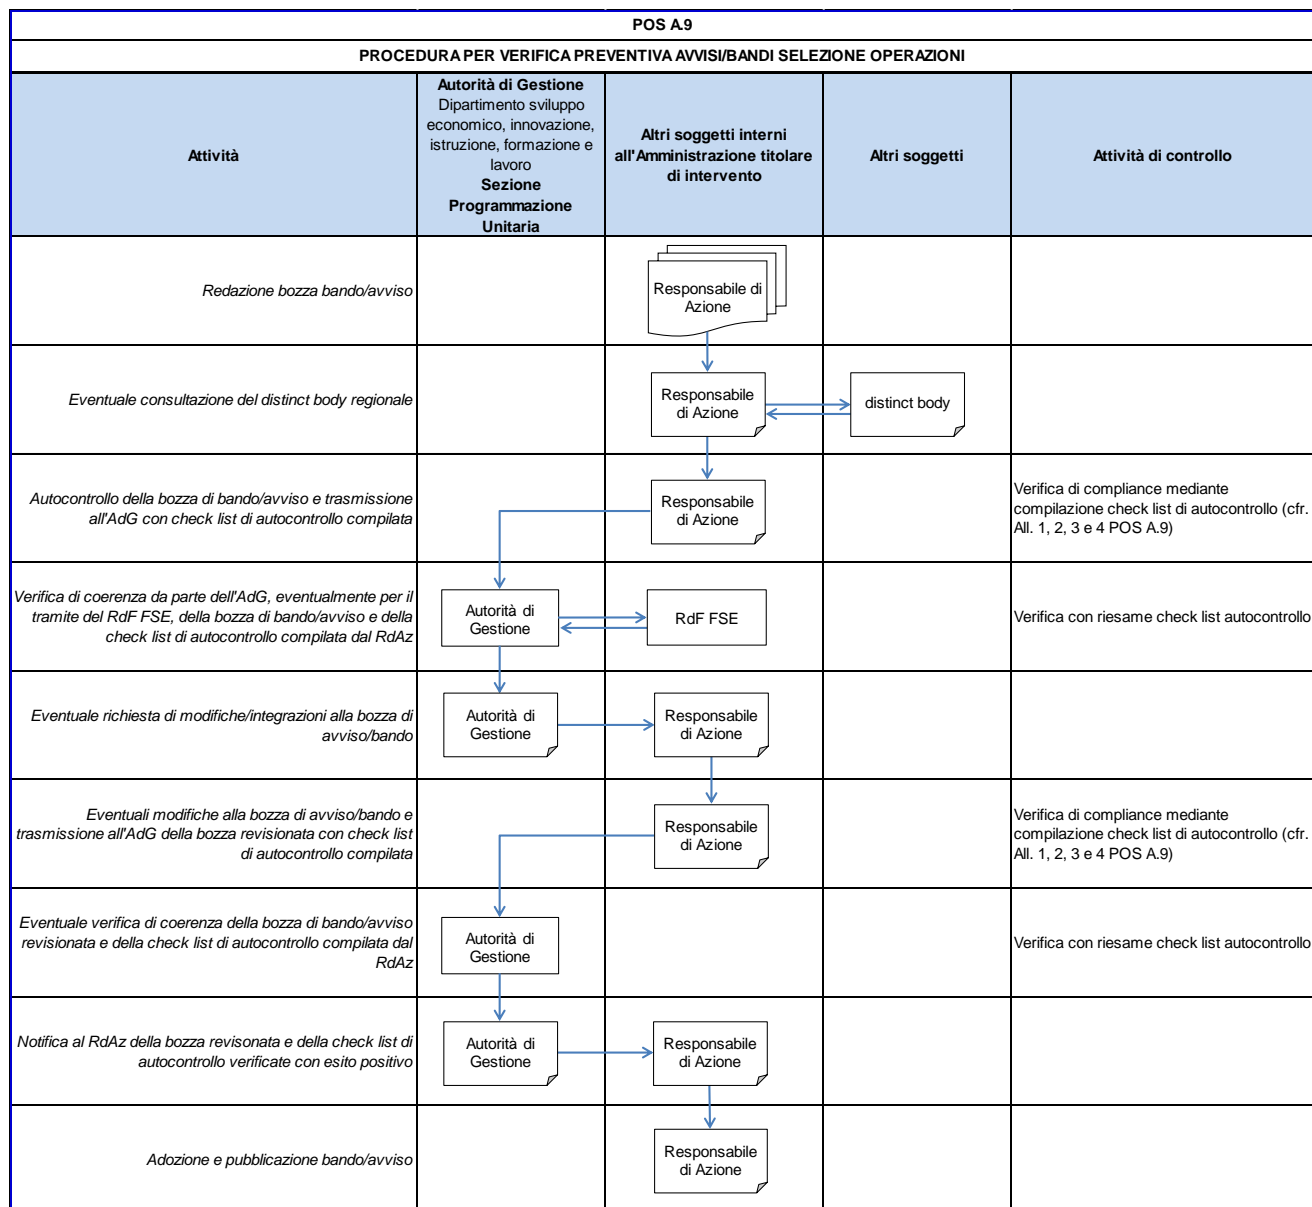 POS A.9
PROCEDURA PER VERIFICA PREVENTIVA AVVISI/BANDI SELEZIONE OPERAZIONI
Attività
Autorità di Gestione
Dipartimento sviluppo
economico, innovazione,
istruzione, formazione e
lavoro
Sezione
Programmazione
Unitaria
Altri soggetti interni
all'Amministrazione titolare
di intervento
Altri soggetti
Attività di controllo
Redazione bozza bando/avviso
Responsabile di
Azione
Eventuale consultazione del distinct body regionale
Responsabile
di Azione
distinct body
Autocontrollo della bozza di bando/avviso e trasmissione
all'AdG con check list di autocontrollo compilata
Responsabile
di Azione
Verifica di compliance mediante
compilazione check list di autocontrollo (cfr.
All. 1, 2, 3 e 4 POS A.9)
Verifica di coerenza da parte dell'AdG, eventualmente per il
tramite del RdF FSE, della bozza di bando/avviso e della
check list di autocontrollo compilata dal RdAz
Autorità di
Gestione
RdF FSE
Verifica con riesame check list autocontrollo
Eventuale richiesta di modifiche/integrazioni alla bozza di
avviso/bando
Autorità di
Gestione
Responsabile
di Azione
Eventuali modifiche alla bozza di avviso/bando e
trasmissione all'AdG della bozza revisionata con check list
di autocontrollo compilata
Responsabile
di Azione
Verifica di compliance mediante
compilazione check list di autocontrollo (cfr.
All. 1, 2, 3 e 4 POS A.9)
Eventuale verifica di coerenza della bozza di bando/avviso
revisionata e della check list di autocontrollo compilata dal
RdAz
Autorità di
Gestione
Verifica con riesame check list autocontrollo
Notifica al RdAz della bozza revisonata e della check list di
autocontrollo verificate con esito positivo
Autorità di
Gestione
Responsabile
di Azione
Adozione e pubblicazione bando/avviso
Responsabile
di Azione